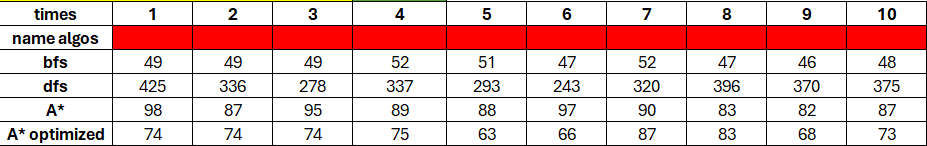 times 1 2 3 4 5 6 7 8 9 10
name algos
bfs 49 49 49 52 51 47 52 47 46 48
dfs 425 336 278 337 293 243 320 396 370 375
A* 98 87 95 89 88 97 90 83 82 87
A* optimized 74 74 74 75 63 66 87 83 68 73